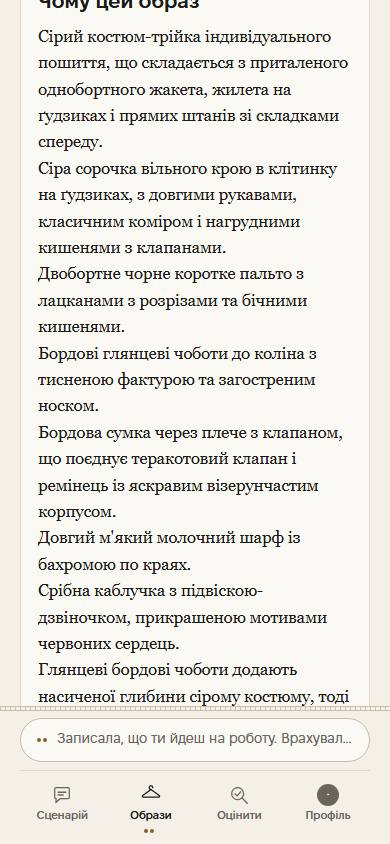 Чому цей образ
Сірий костюм-трійка індивідуального
пошиття, що складається з приталеного
однобортного жакета, жилета на
ґудзиках і прямих штанів зі складками
спереду.
Сіра сорочка вільного крою в клітинку
на ґудзиках, з довгими рукавами,
класичним коміром і нагрудними
кишенями з клапанами.
Двобортне чорне коротке пальто з
лацканами з розрізами та бічними
кишенями.
Бордові глянцеві чоботи до коліна з
тисненою фактурою та загостреним
носком.
Бордова сумка через плече з клапаном,
що поєднує теракотовий клапан і
ремінець із яскравим візерунчастим
корпусом.
Довгий м'який молочний шарф із
бахромою по краях.
Срібна каблучка з підвіскою-
дзвіночком, прикрашеною мотивами
червоних сердець.
Глянцеві бордові чоботи додають
насиченої глибини сірому костюму, тоді
Записала, що ти йдеш на роботу. Врахувал...
Сценарій
Образи
Оцінити
Профіль